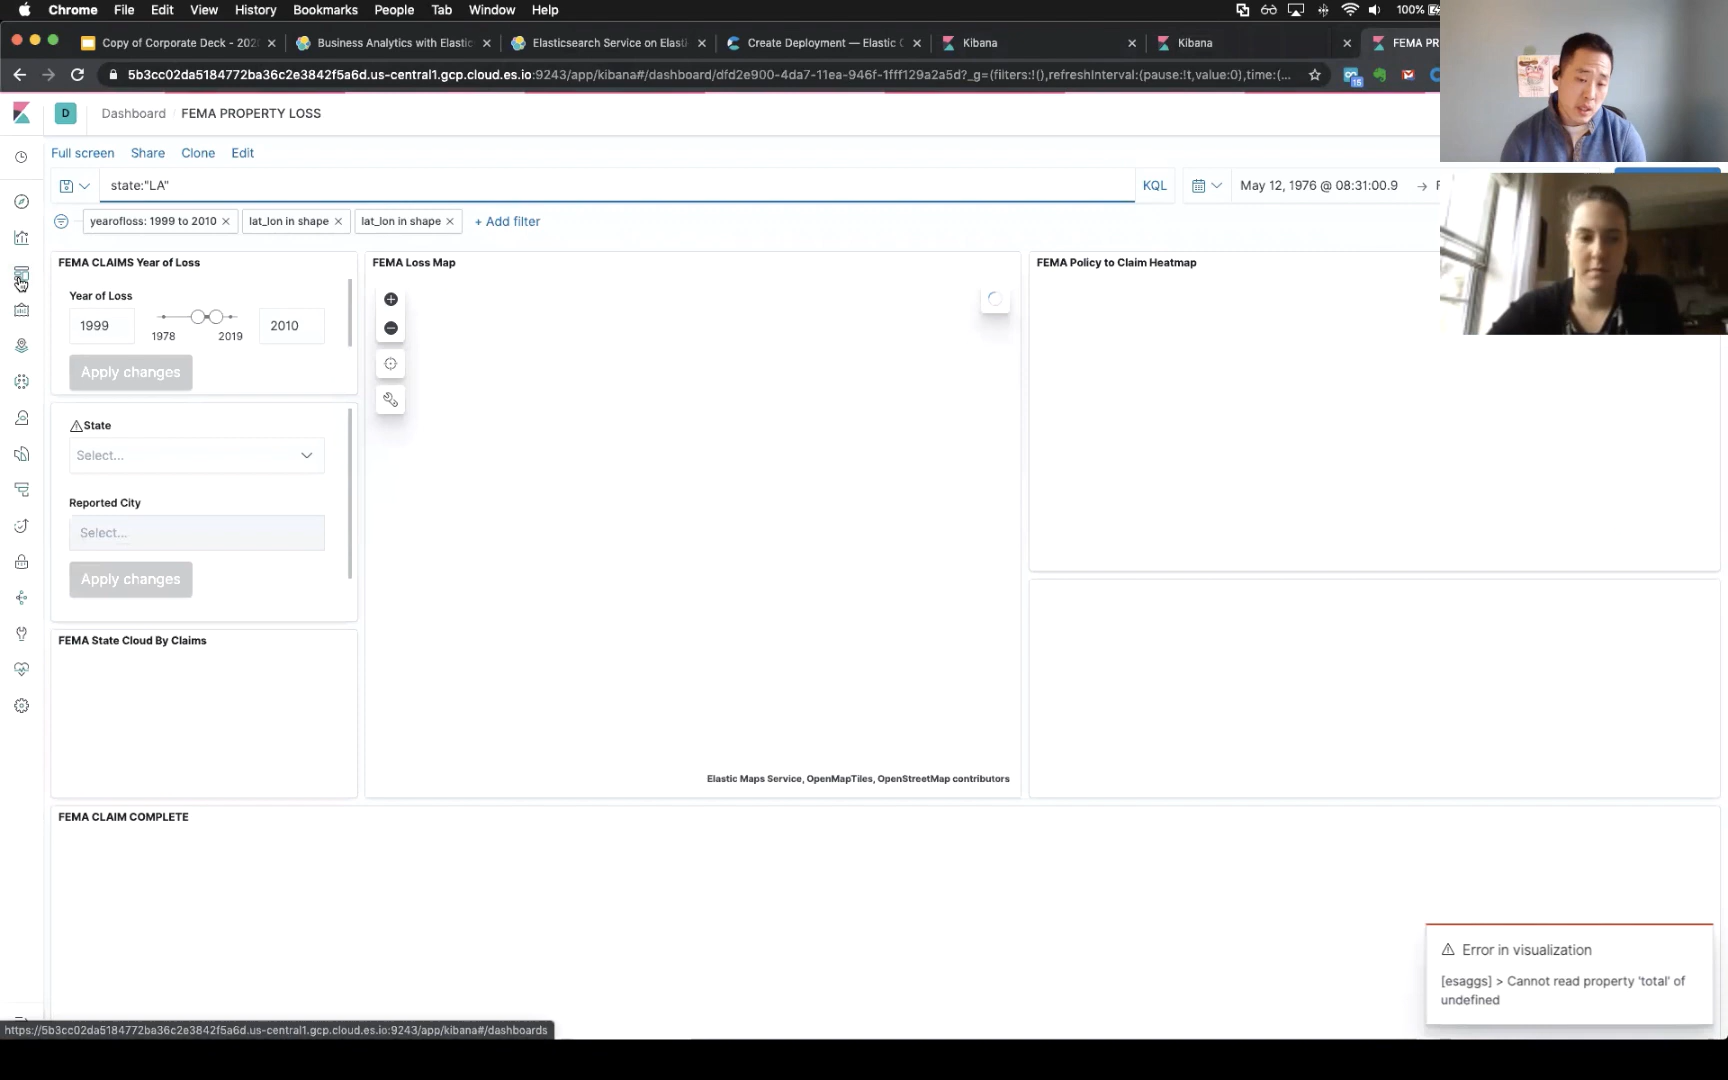 Chrome File Edit View History Bookmarks People Tab Window Help 100%
Copy of Corporate Deck - 202 Business Analytics with Elastic Elasticsearch Service on Elasti Create Deployment — Elastic C Kibana Kibana FEMA PR
5b3cc02da5184772ba36c2e3842f5a6d.us-central1.gcp.cloud.es.io:9243/app/kibana#/dashboard/dfd2e900-4da7-11ea-946f-1fff129a2a5d?_g=(filters:!(),refreshInterval:(pause:!t,value:0),time:(... 15
D Dashboard / FEMA PROPERTY LOSS
Full screen Share Clone Edit
state:"LA" KQL May 12, 1976 @ 08:31:00.9 → F
yearofloss: 1999 to 2010 × lat_lon in shape × lat_lon in shape × + Add filter
FEMA CLAIMS Year of Loss
Year of Loss
1999 2010
1978 2019
Apply changes
State
Select...
Reported City
Select...
Apply changes
FEMA State Cloud By Claims
FEMA Loss Map
Elastic Maps Service, OpenMapTiles, OpenStreetMap contributors
FEMA Policy to Claim Heatmap
FEMA CLAIM COMPLETE
Error in visualization
[esaggs] > Cannot read property 'total' of
undefined
https://5b3cc02da5184772ba36c2e3842f5a6d.us-central1.gcp.cloud.es.io:9243/app/kibana#/dashboards